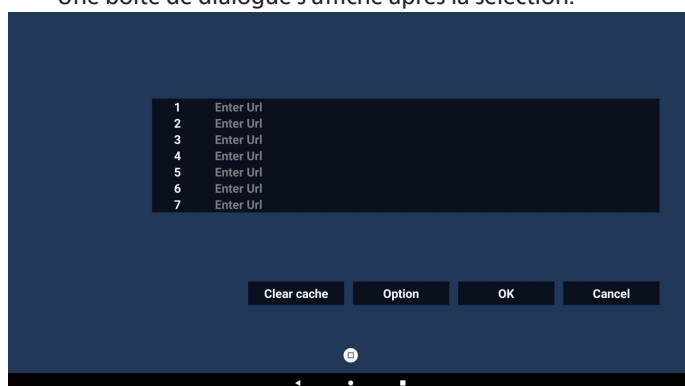 Une boîte de dialogue s'affiche après la sélection.
1 Enter Url
2 Enter Url
3 Enter Url
4 Enter Url
5 Enter Url
6 Enter Url
7 Enter Url
Clear cache Option OK Cancel